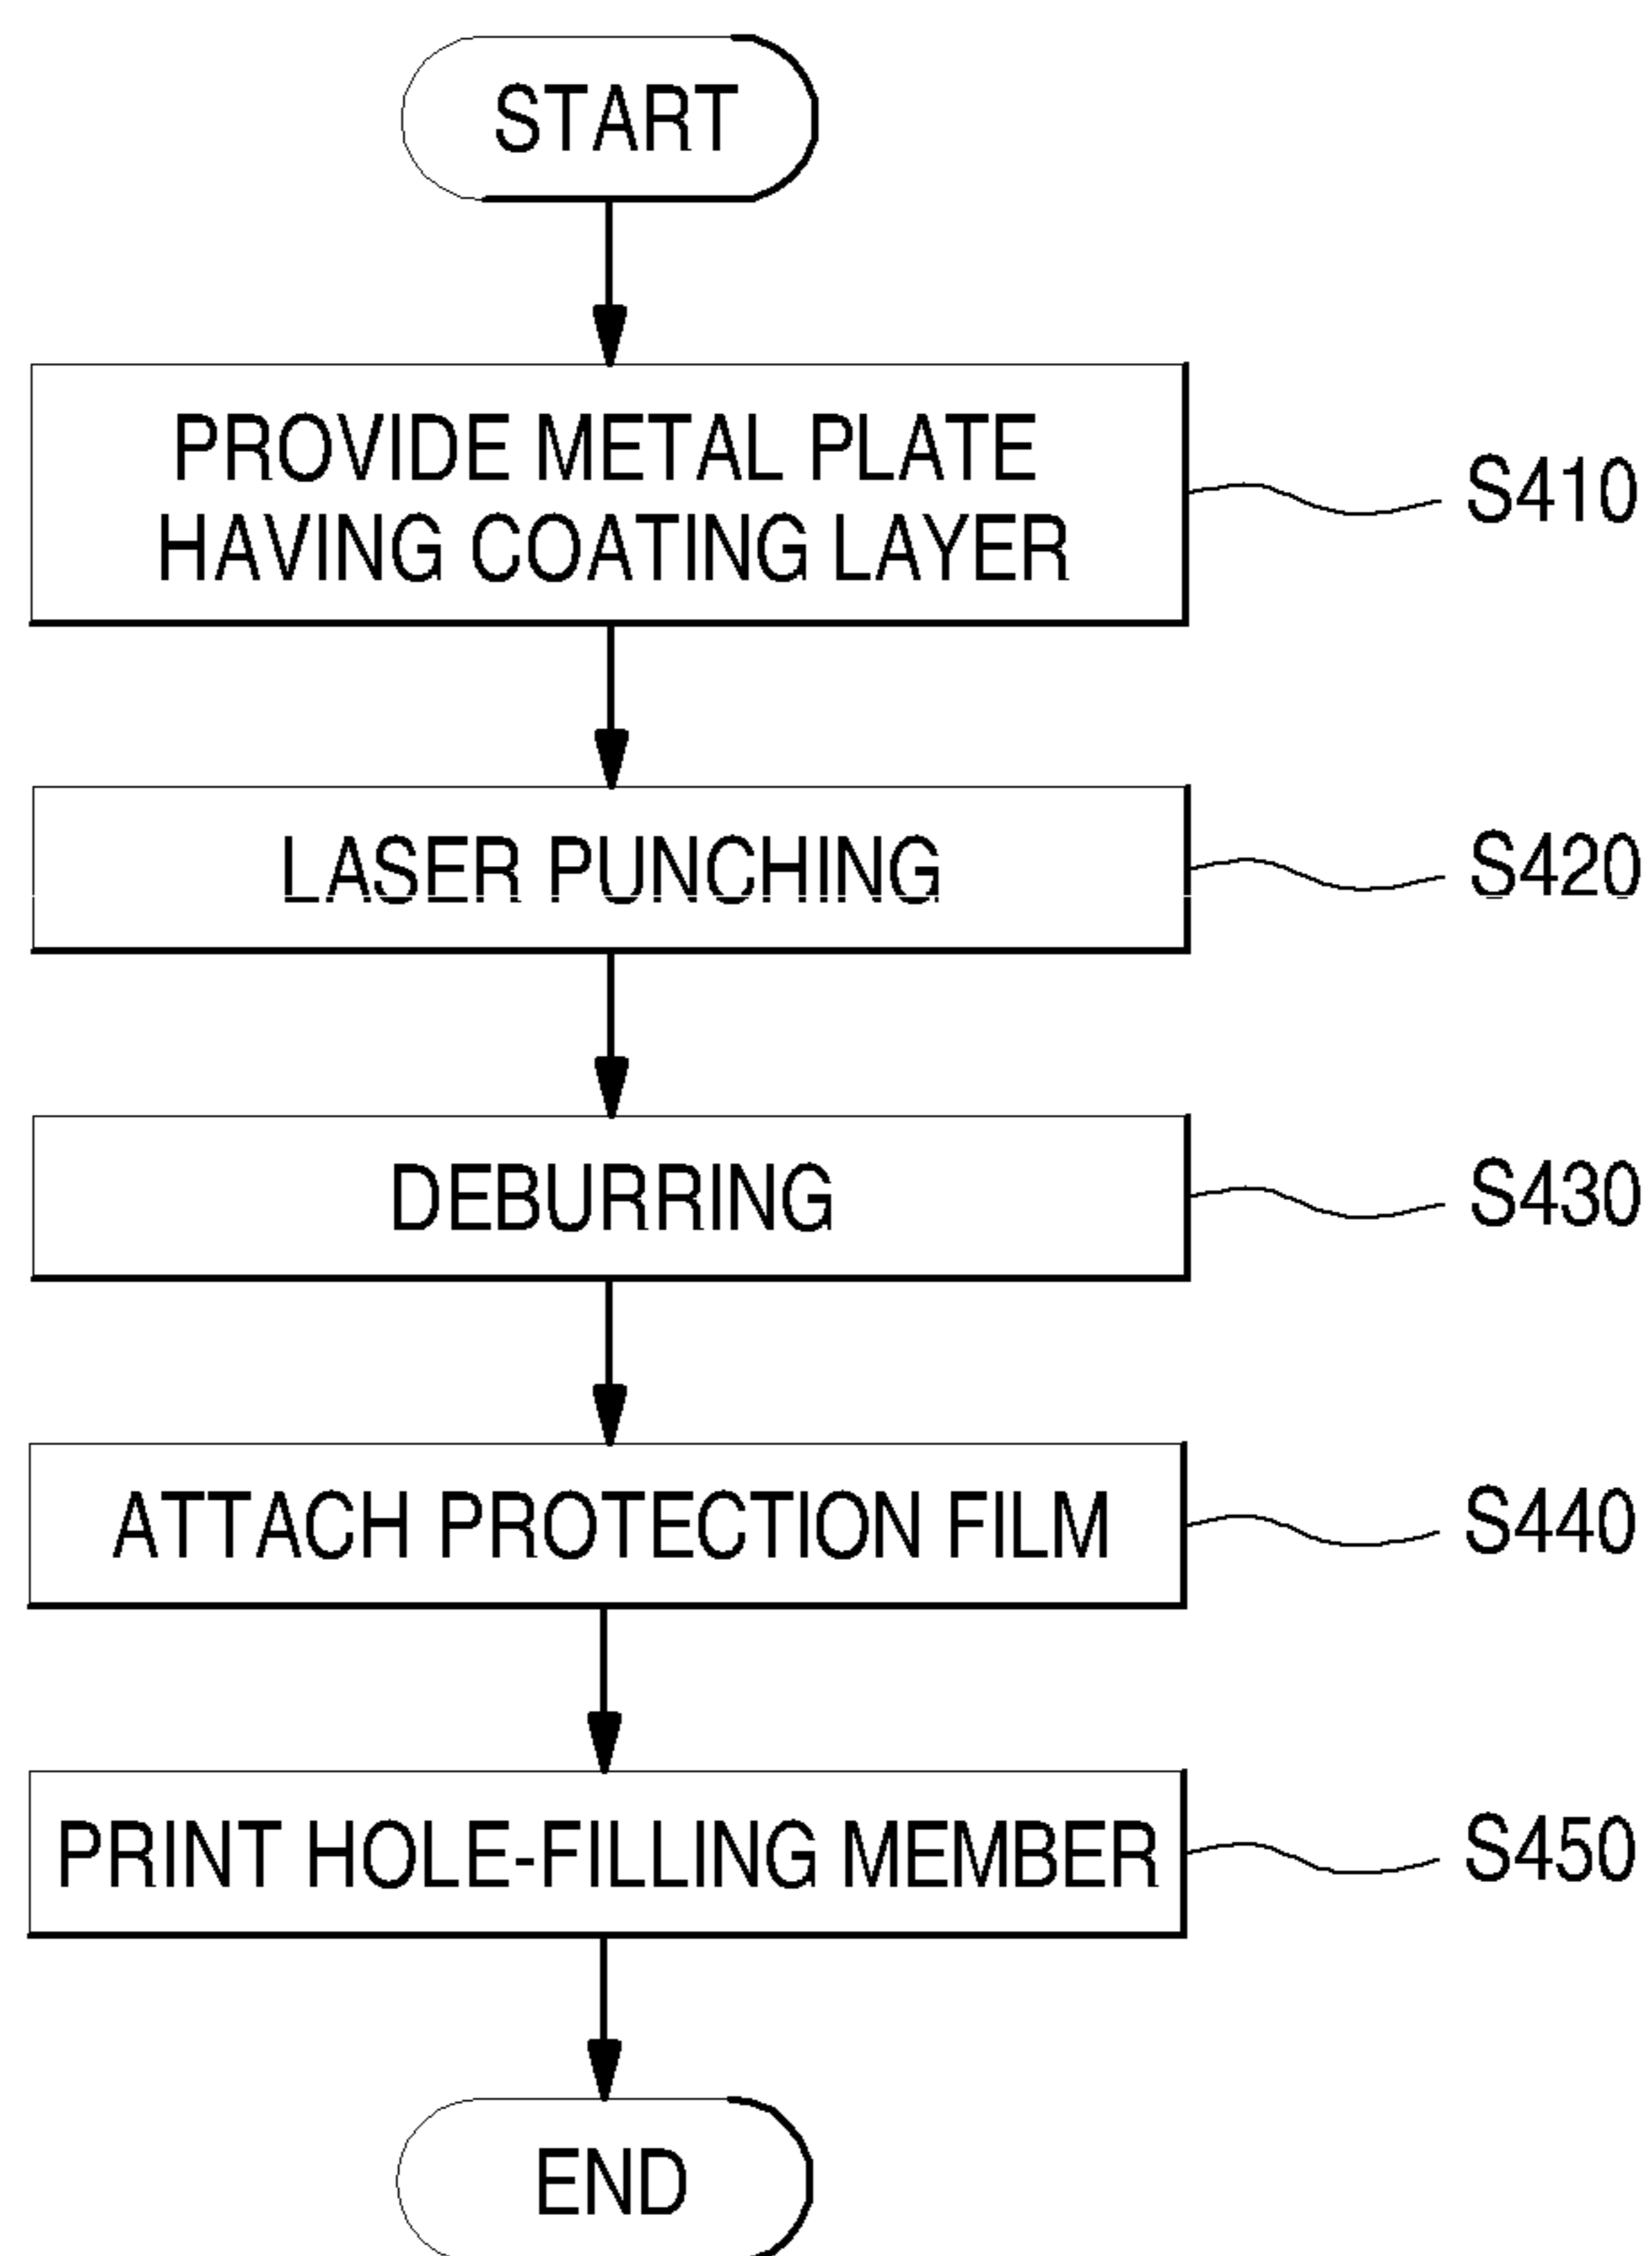 START
PROVIDE METAL PLATE
HAVING COATING LAYER
S410
LASER PUNCHING
S420
DEBURRING
S430
ATTACH PROTECTION FILM
S440
PRINT HOLE-FILLING MEMBER
S450
END